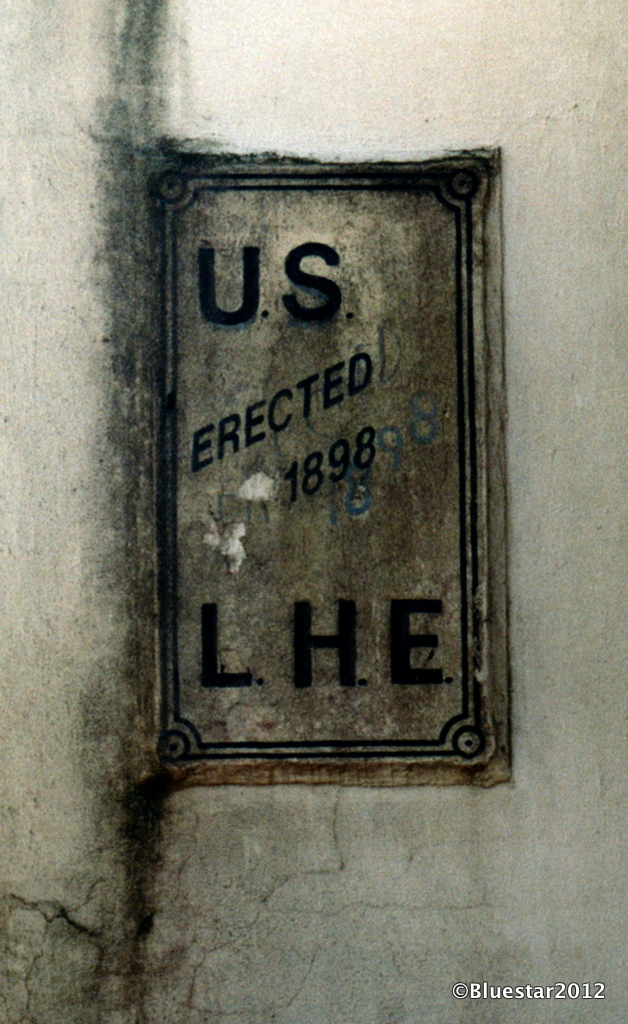 U.S.
ERECTED
1898
L.H.E.
©Bluestar2012